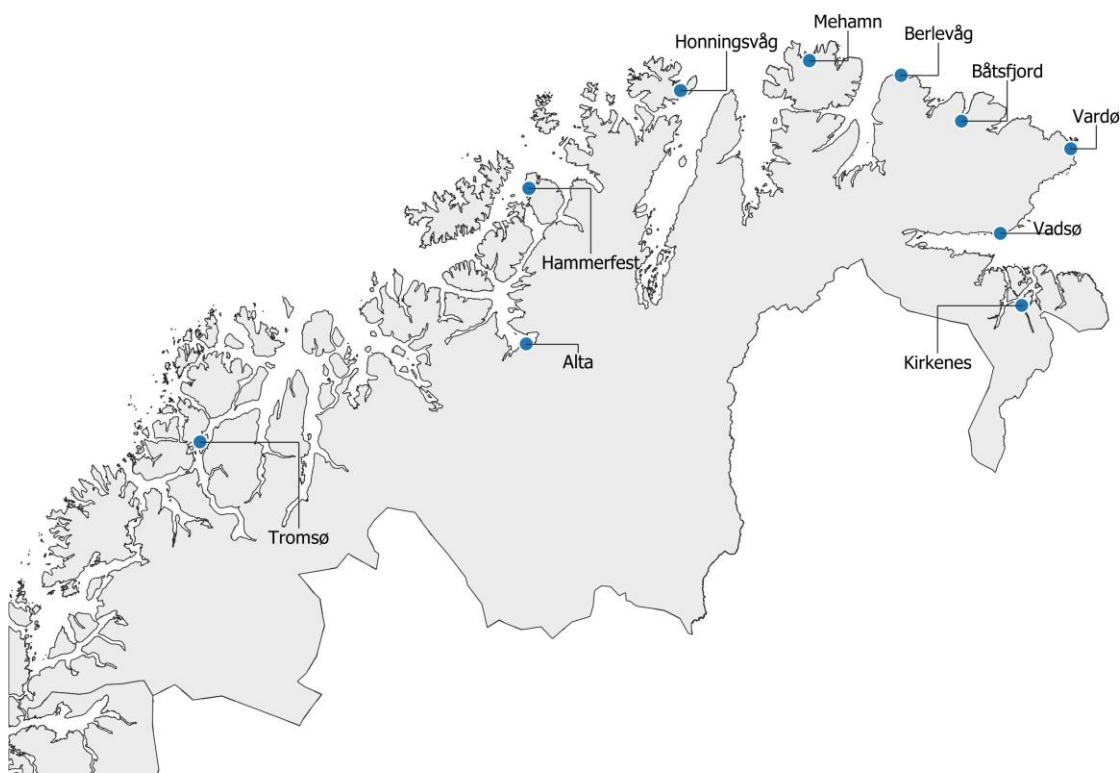 Mehamn
Honningsvåg
Berlevåg
Båtsfjord
Vardø
Vadsø
Hammerfest
Alta
Kirkenes
Tromsø